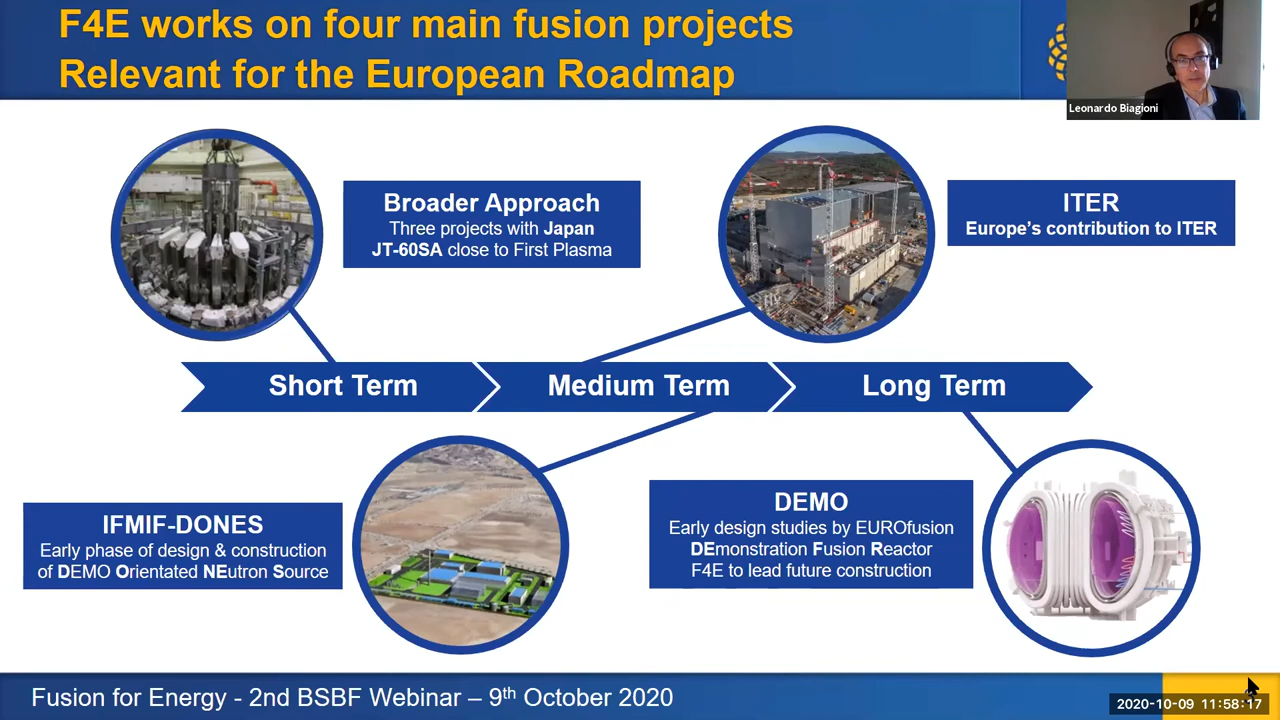 F4E works on four main fusion projects
Relevant for the European Roadmap
Leonardo Biagioni
Broader Approach
Three projects with Japan
JT-60SA close to First Plasma
ITER
Europe's contribution to ITER
Short Term
Medium Term
Long Term
IFMIF-DONES
Early phase of design & construction
of DEMO Orientated NEutron Source
DEMO
Early design studies by EUROfusion
DEmonstration Fusion Reactor
F4E to lead future construction
Fusion for Energy - 2nd BSBF Webinar – 9th October 2020
2020-10-09 11:58:17